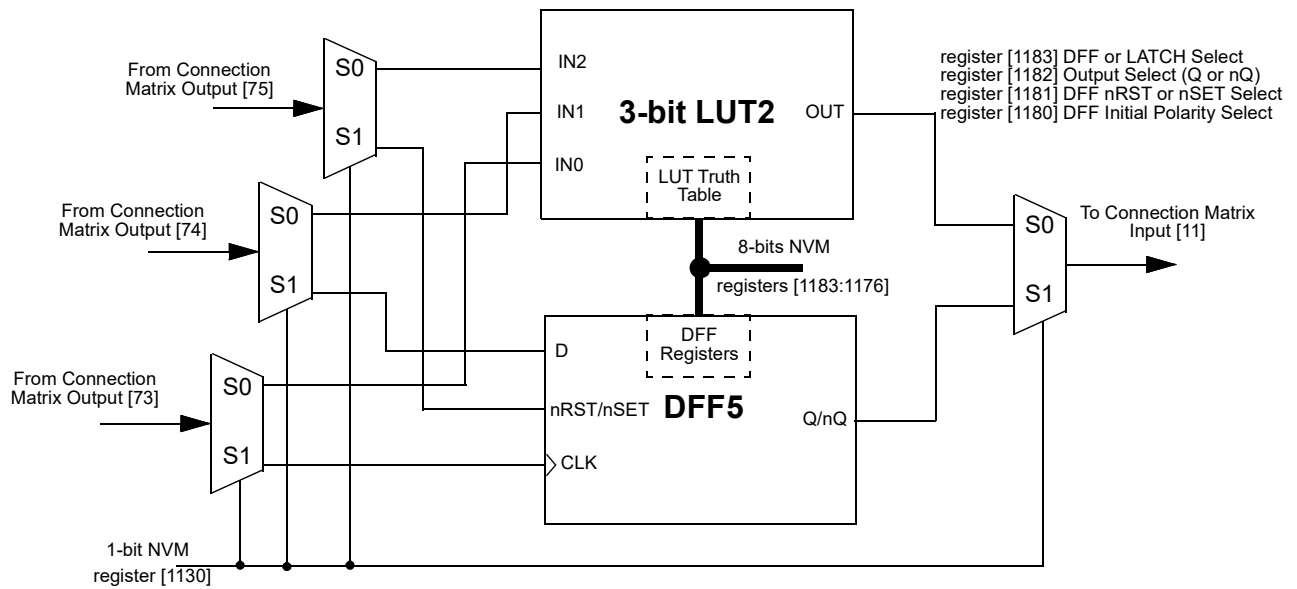 From Connection
Matrix Output [75]
S0
S1
IN2
IN1
IN0
3-bit LUT2
OUT
LUT Truth
Table
register [1183] DFF or LATCH Select
register [1182] Output Select (Q or nQ)
register [1181] DFF nRST or nSET Select
register [1180] DFF Initial Polarity Select
From Connection
Matrix Output [74]
S0
S1
8-bits NVM
registers [1183:1176]
S0
S1
To Connection Matrix
Input [11]
From Connection
Matrix Output [73]
S0
S1
D
nRST/nSET
CLK
DFF
Registers
DFF5
Q/nQ
1-bit NVM
register [1130]